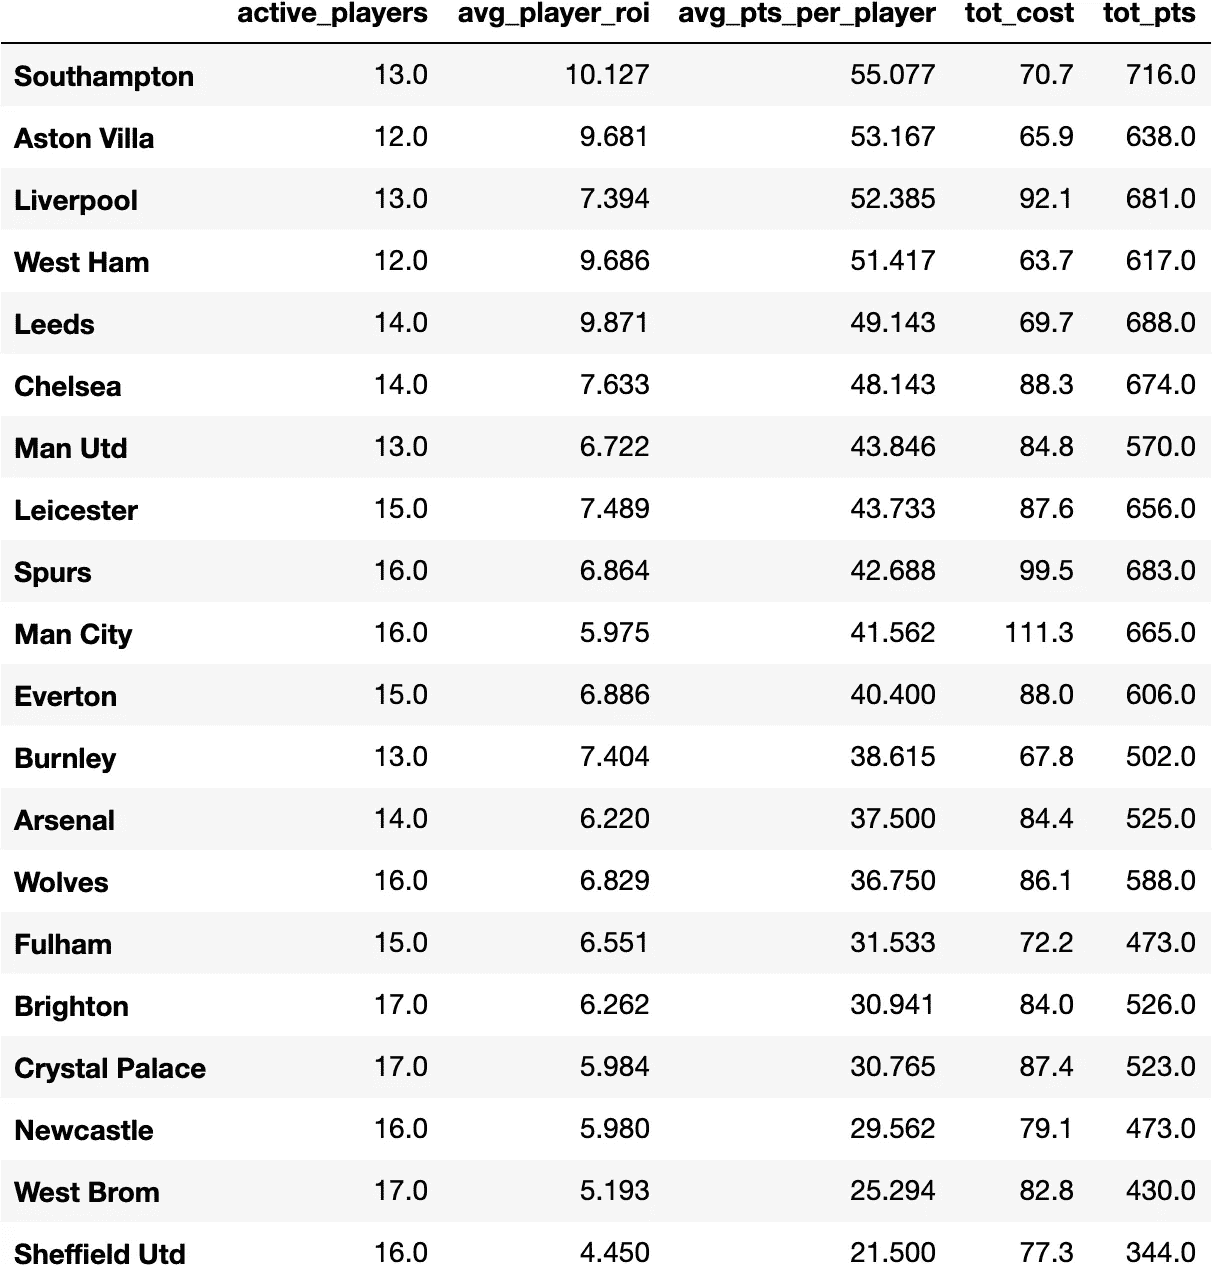 active_players avg_player_roi avg_pts_per_player tot_cost tot_pts
Southampton 13.0 10.127 55.077 70.7 716.0
Aston Villa 12.0 9.681 53.167 65.9 638.0
Liverpool 13.0 7.394 52.385 92.1 681.0
West Ham 12.0 9.686 51.417 63.7 617.0
Leeds 14.0 9.871 49.143 69.7 688.0
Chelsea 14.0 7.633 48.143 88.3 674.0
Man Utd 13.0 6.722 43.846 84.8 570.0
Leicester 15.0 7.489 43.733 87.6 656.0
Spurs 16.0 6.864 42.688 99.5 683.0
Man City 16.0 5.975 41.562 111.3 665.0
Everton 15.0 6.886 40.400 88.0 606.0
Burnley 13.0 7.404 38.615 67.8 502.0
Arsenal 14.0 6.220 37.500 84.4 525.0
Wolves 16.0 6.829 36.750 86.1 588.0
Fulham 15.0 6.551 31.533 72.2 473.0
Brighton 17.0 6.262 30.941 84.0 526.0
Crystal Palace 17.0 5.984 30.765 87.4 523.0
Newcastle 16.0 5.980 29.562 79.1 473.0
West Brom 17.0 5.193 25.294 82.8 430.0
Sheffield Utd 16.0 4.450 21.500 77.3 344.0